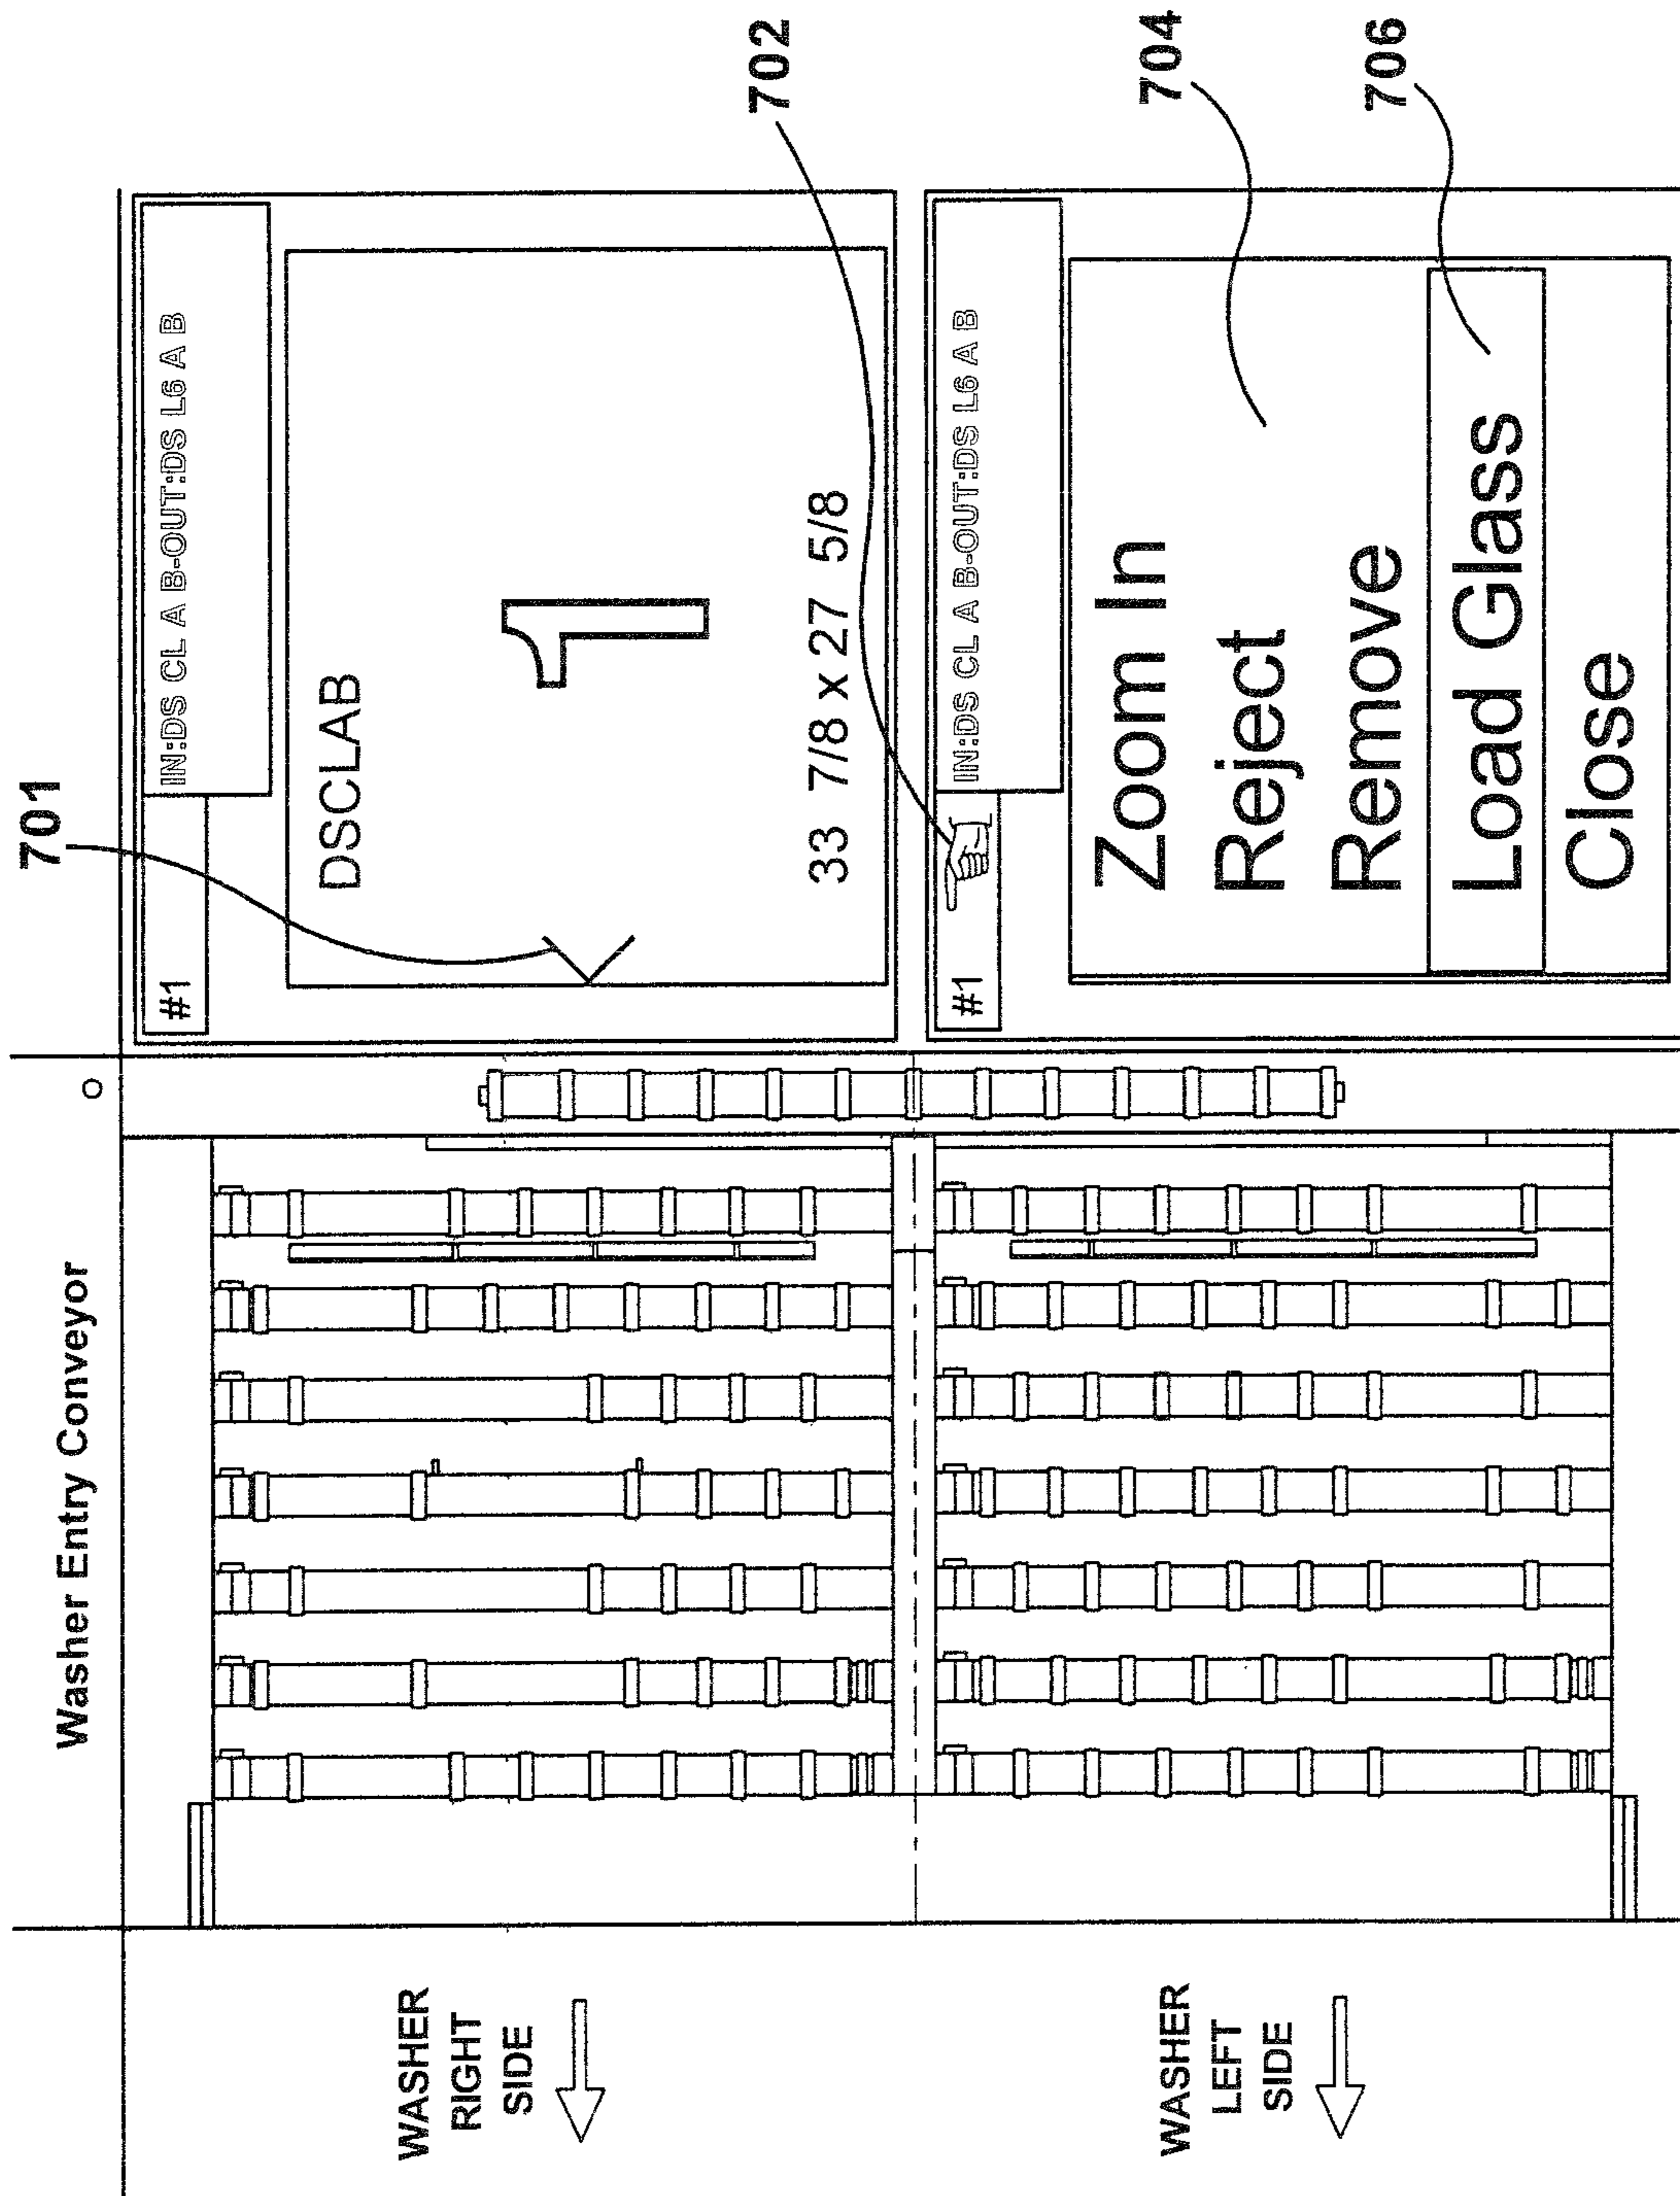 Washer Entry Conveyor
WASHER
RIGHT
SIDE
WASHER
LEFT
SIDE
701
#1
IN:DS CL A B-OUT:DS L6 A B
DSCLAB
1
33 7/8 x 27 5/8
702
#1
IN:DS CL A B-OUT:DS L6 A B
Zoom In
Reject
Remove
Load Glass
Close
704
706